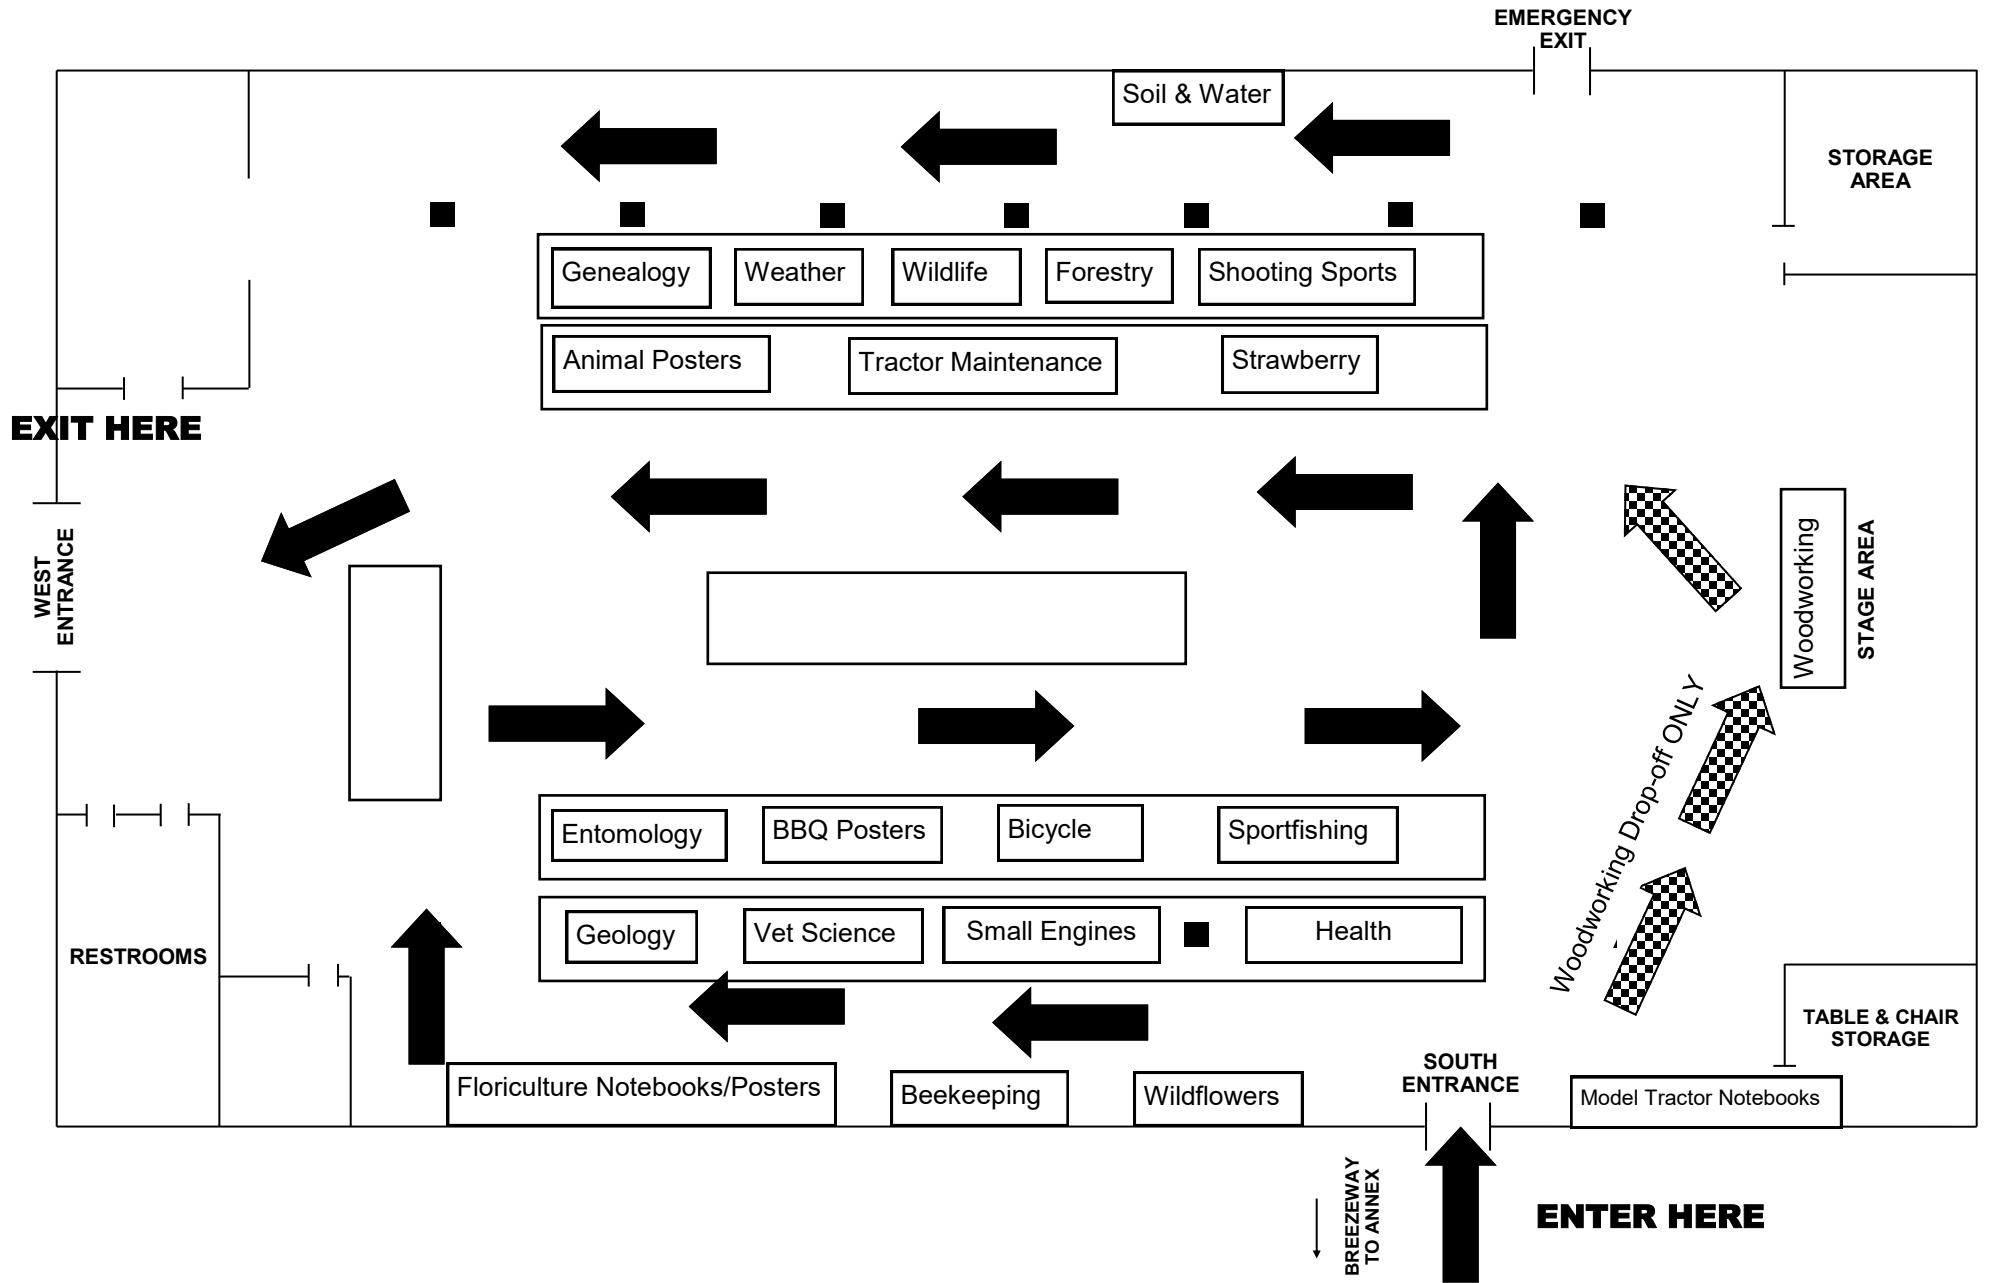 EMERGENCY
EXIT
Soil & Water
STORAGE
AREA
Genealogy
Weather
Wildlife
Forestry
Shooting Sports
Animal Posters
Tractor Maintenance
Strawberry
EXIT HERE
WEST
ENTRANCE
Woodworking
STAGE AREA
Woodworking Drop-off ONLY
Entomology
BBQ Posters
Bicycle
Sportfishing
Geology
Vet Science
Small Engines
Health
RESTROOMS
TABLE & CHAIR
STORAGE
SOUTH
ENTRANCE
Floriculture Notebooks/Posters
Beekeeping
Wildflowers
Model Tractor Notebooks
BREEZEWAY
TO ANNEX
ENTER HERE